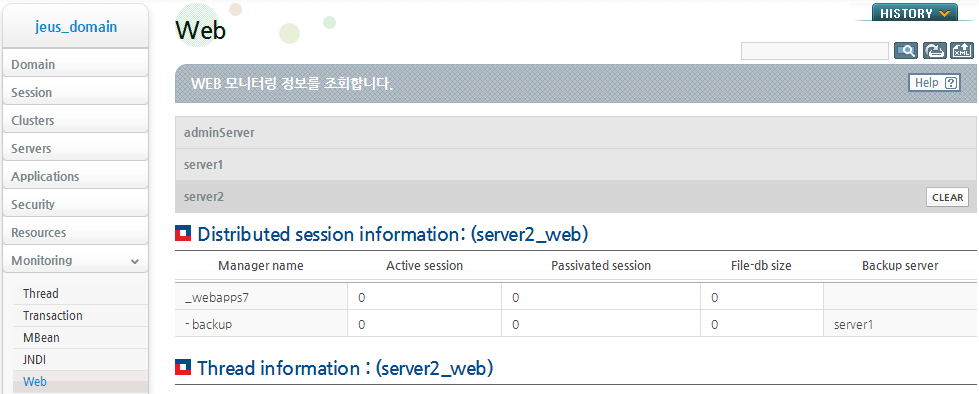 jeus_domain
Domain
Session
Clusters
Servers
Applications
Security
Resources
Monitoring
Thread
Transaction
MBean
JNDI
Web
Web
HISTORY
XML
WEB 모니터링 정보를 조회합니다.
Help ?
adminServer
server1
server2
CLEAR
Distributed session information: (server2_web)
Manager name Active session Passivated session File-db size Backup server
_webapps7 0 0 0
- backup 0 0 0 server1
Thread information : (server2_web)